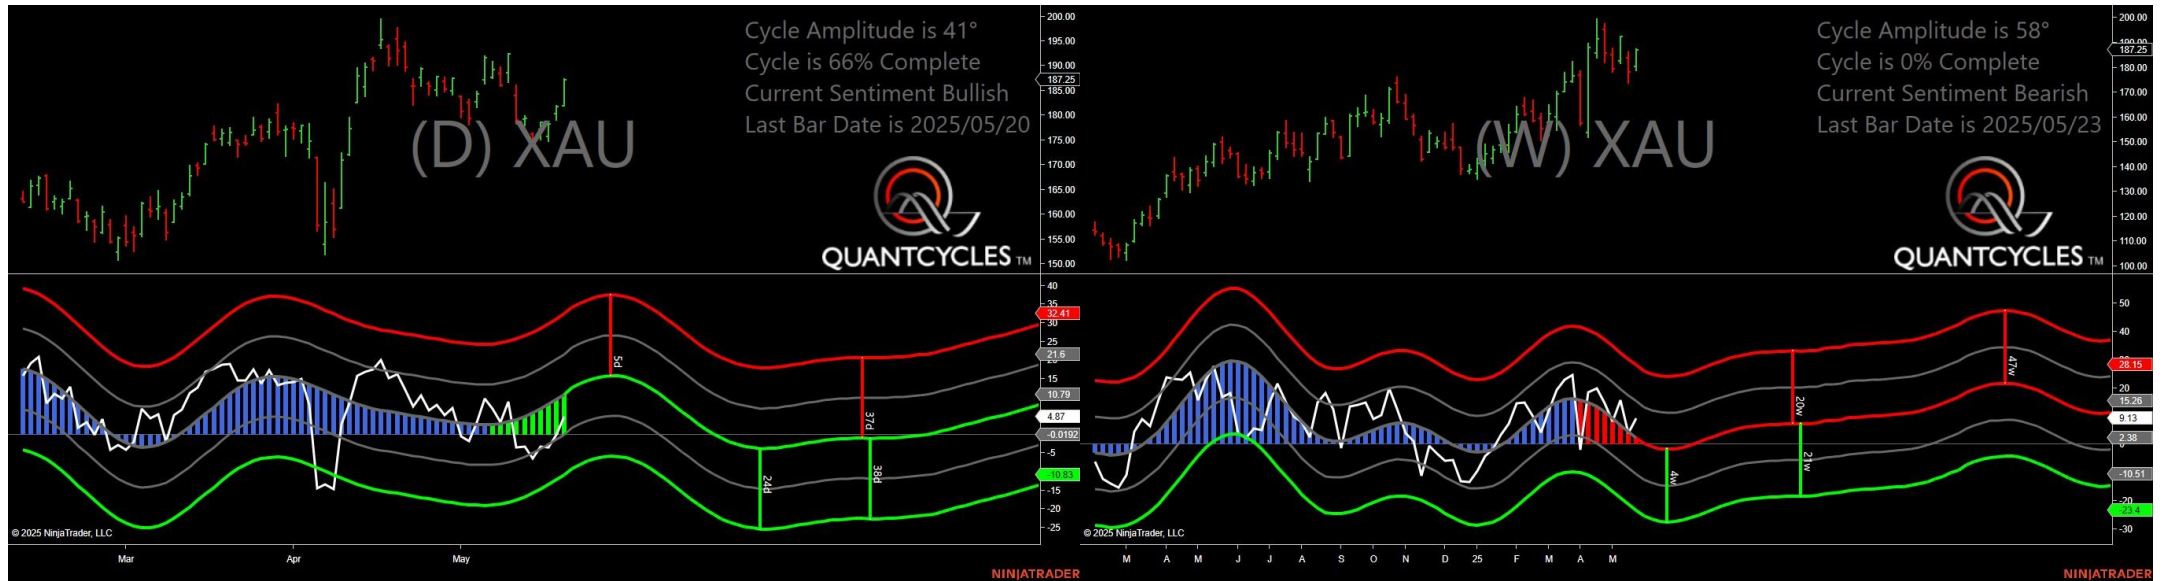 Cycle Amplitude is 41°
Cycle is 66% Complete
Current Sentiment Bullish
Last Bar Date is 2025/05/20
(D) XAU
QUANTCYCLES TM
200.00
195.00
190.00
187.25
185.00
180.00
175.00
170.00
165.00
160.00
155.00
150.00
40
35
32.41
30
25
21.6
15
10.79
4.87
-0.0192
-5
-10.83
-15
-20
-25
5d
24d
37d
38d
© 2025 NinjaTrader, LLC
Mar
Apr
May
NINJATRADER
Cycle Amplitude is 58°
Cycle is 0% Complete
Current Sentiment Bearish
Last Bar Date is 2025/05/23
(W) XAU
QUANTCYCLES TM
200.00
190.00
187.25
180.00
170.00
160.00
150.00
140.00
130.00
120.00
110.00
100.00
50
40
28.15
20
15.26
9.13
2.38
-10.51
-20
-23.4
-30
4w
20w
21w
47w
© 2025 NinjaTrader, LLC
M A M J J A S O N D 25 F M A M
NINJATRADER